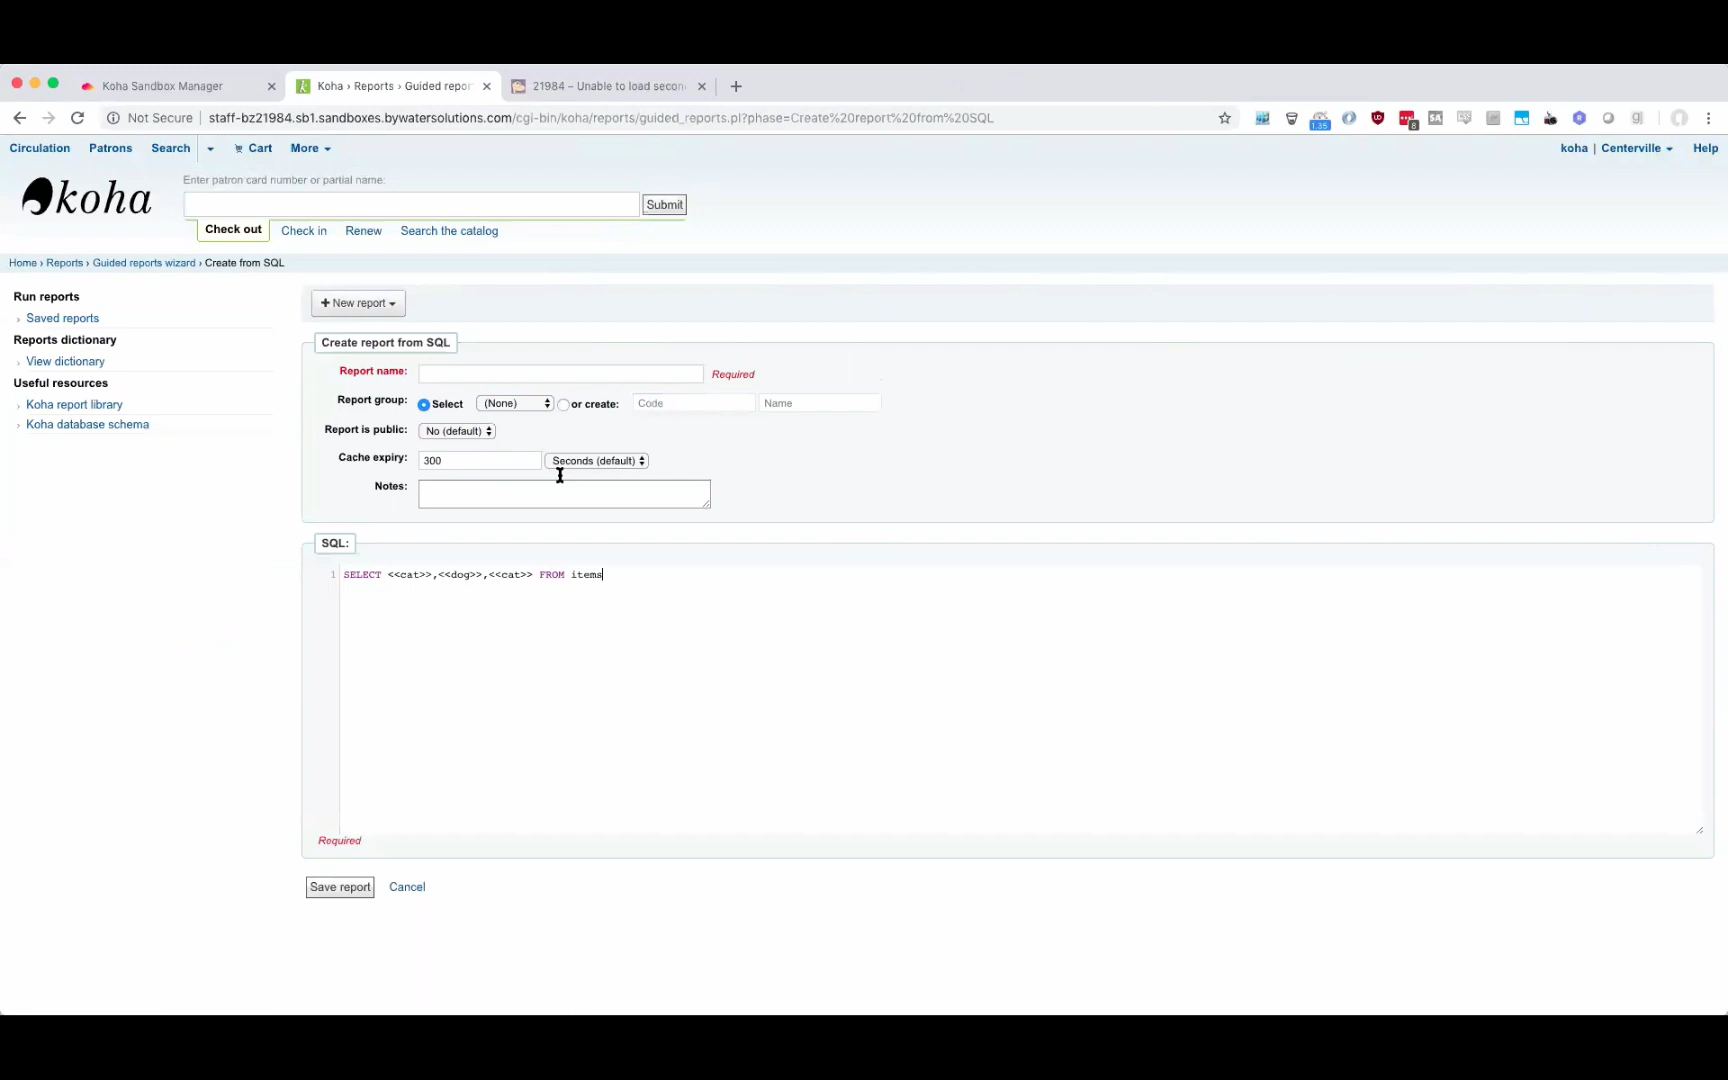 Koha Sandbox Manager
Koha › Reports › Guided repor
21984 – Unable to load secon
Not Secure | staff-bz21984.sb1.sandboxes.bywatersolutions.com/cgi-bin/koha/reports/guided_reports.pl?phase=Create%20report%20from%20SQL
1.35
8
Circulation Patrons Search Cart More
koha | Centerville Help
koha
Enter patron card number or partial name:
Submit
Check out Check in Renew Search the catalog
Home › Reports › Guided reports wizard › Create from SQL
Run reports
› Saved reports
Reports dictionary
› View dictionary
Useful resources
› Koha report library
› Koha database schema
+ New report
Create report from SQL
Report name: Required
Report group: Select (None) or create: Code Name
Report is public: No (default)
Cache expiry: 300 Seconds (default)
Notes:
SQL:
1 SELECT <<cat>>,<<dog>>,<<cat>> FROM items
Required
Save report Cancel